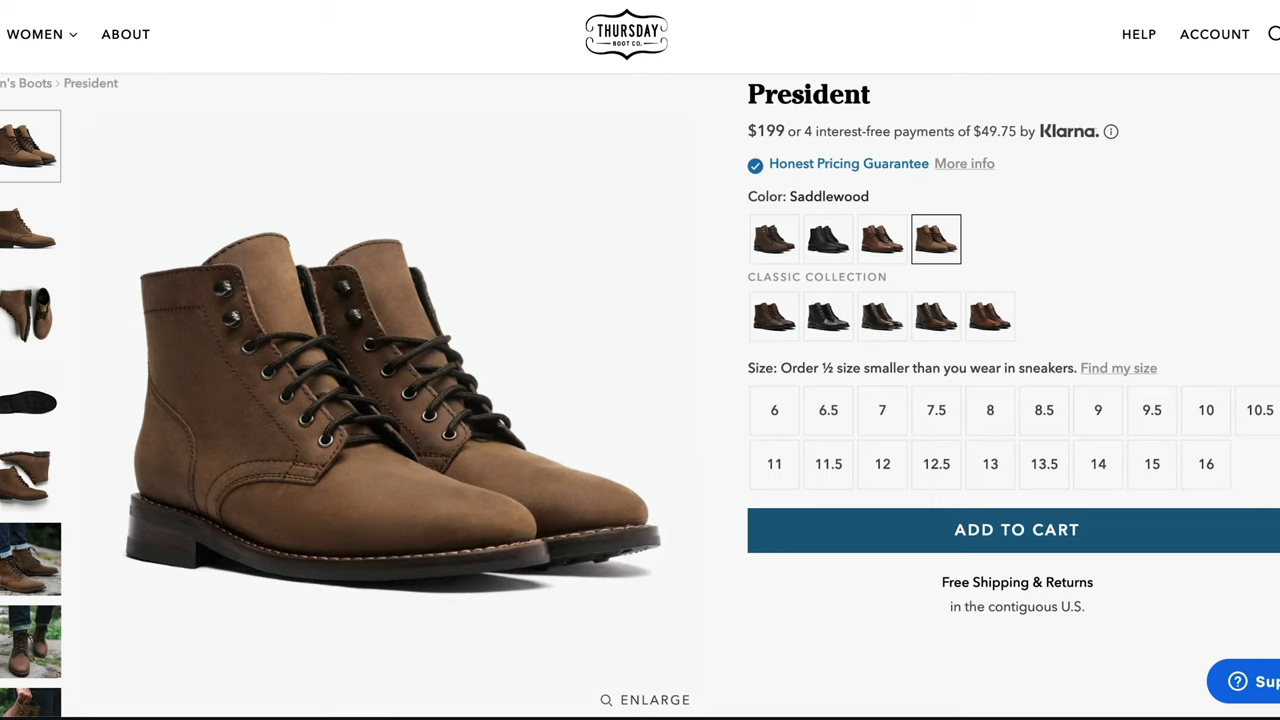 WOMEN
ABOUT
THURSDAY
BOOT CO.
HELP
ACCOUNT
n's Boots > President
President
$199 or 4 interest-free payments of $49.75 by Klarna.
Honest Pricing Guarantee More info
Color: Saddlewood
CLASSIC COLLECTION
Size: Order ½ size smaller than you wear in sneakers. Find my size
6 6.5 7 7.5 8 8.5 9 9.5 10 10.5
11 11.5 12 12.5 13 13.5 14 15 16
ADD TO CART
Free Shipping & Returns
in the contiguous U.S.
ENLARGE
Sup